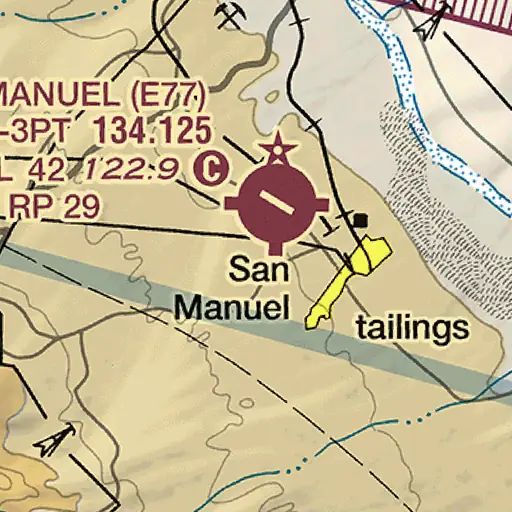 MANUEL (E77)
-3PT 134.125
L 42 122.9 C
RP 29
San
Manuel
tailings